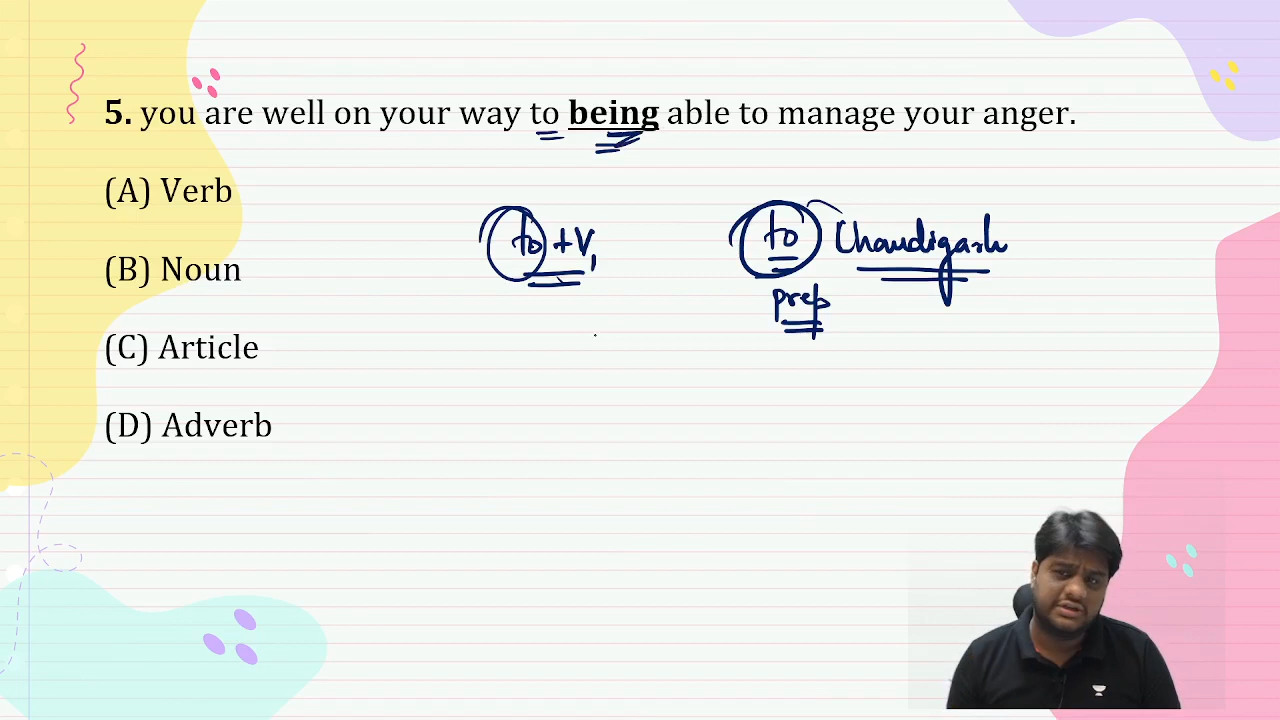 5. you are well on your way to being able to manage your anger.
(A) Verb
to + V1
to Chandigarh
(B) Noun
prep
(C) Article
(D) Adverb